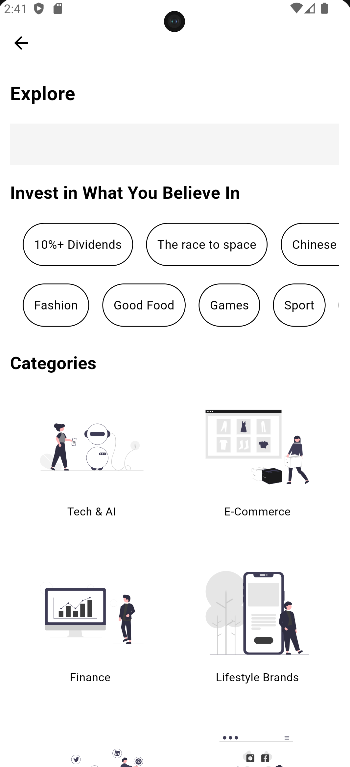 2:41
Explore
Invest in What You Believe In
10%+ Dividends
The race to space
Chinese
Fashion
Good Food
Games
Sport
Categories
Tech & AI
E-Commerce
Finance
Lifestyle Brands